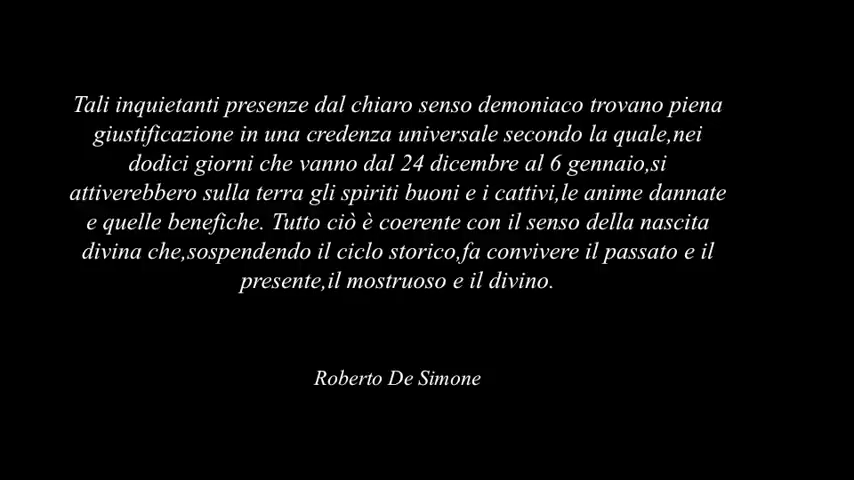 Tali inquietanti presenze dal chiaro senso demoniaco trovano piena
giustificazione in una credenza universale secondo la quale,nei
dodici giorni che vanno dal 24 dicembre al 6 gennaio,si
attiverebbero sulla terra gli spiriti buoni e i cattivi,le anime dannate
e quelle benefiche. Tutto ciò è coerente con il senso della nascita
divina che,sospendendo il ciclo storico,fa convivere il passato e il
presente,il mostruoso e il divino.
Roberto De Simone